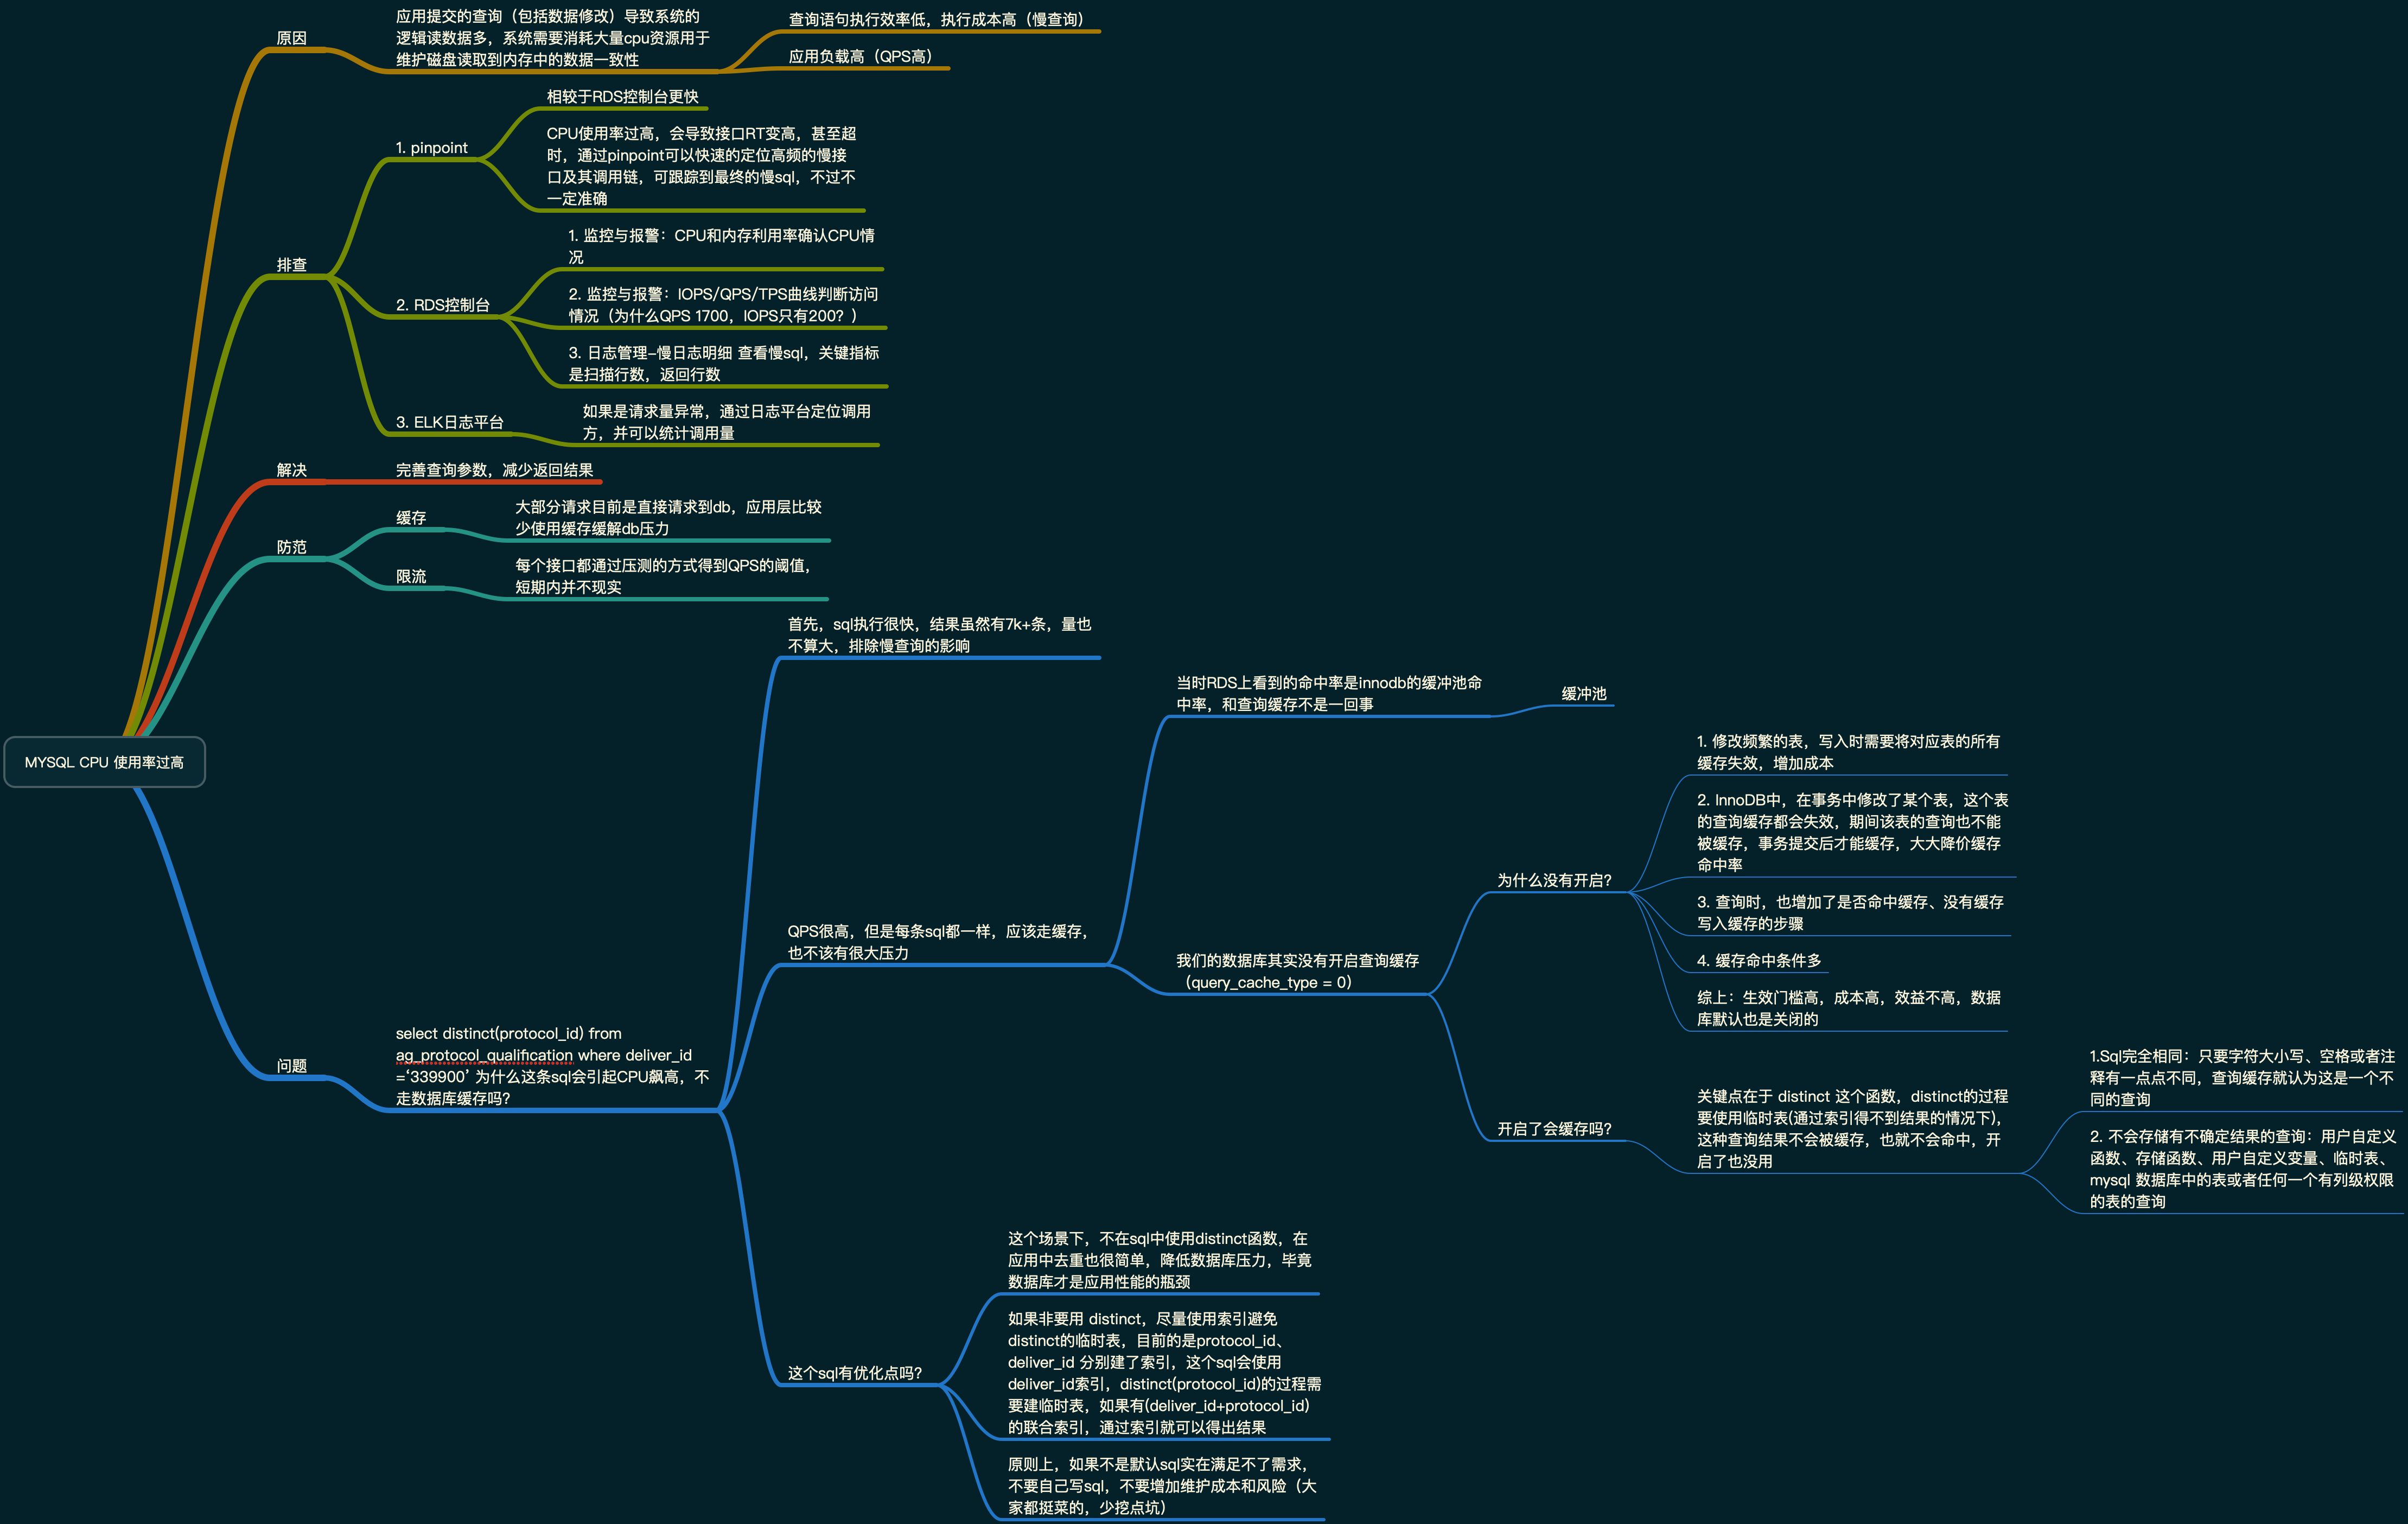 原因
应用提交的查询（包括数据修改）导致系统的
逻辑读数据多，系统需要消耗大量cpu资源用于
维护磁盘读取到内存中的数据一致性
查询语句执行效率低，执行成本高（慢查询）
应用负载高（QPS高）
排查
1. pinpoint
相较于RDS控制台更快
CPU使用率过高，会导致接口RT变高，甚至超
时，通过pinpoint可以快速的定位高频的慢接
口及其调用链，可跟踪到最终的慢sql，不过不
一定准确
2. RDS控制台
1. 监控与报警：CPU和内存利用率确认CPU情
况
2. 监控与报警：IOPS/QPS/TPS曲线判断访问
情况（为什么QPS 1700，IOPS只有200？）
3. 日志管理–慢日志明细 查看慢sql，关键指标
是扫描行数，返回行数
3. ELK日志平台
如果是请求量异常，通过日志平台定位调用
方，并可以统计调用量
解决
完善查询参数，减少返回结果
防范
缓存
大部分请求目前是直接请求到db，应用层比较
少使用缓存缓解db压力
限流
每个接口都通过压测的方式得到QPS的阈值，
短期内并不现实
MYSQL CPU 使用率过高
问题
select distinct(protocol_id) from
ag_protocol_qualification where deliver_id
=‘339900’ 为什么这条sql会引起CPU飙高，不
走数据库缓存吗？
首先，sql执行很快，结果虽然有7k+条，量也
不算大，排除慢查询的影响
QPS很高，但是每条sql都一样，应该走缓存，
也不该有很大压力
当时RDS上看到的命中率是innodb的缓冲池命
中率，和查询缓存不是一回事
缓冲池
我们的数据库其实没有开启查询缓存
（query_cache_type = 0）
为什么没有开启？
1. 修改频繁的表，写入时需要将对应表的所有
缓存失效，增加成本
2. InnoDB中，在事务中修改了某个表，这个表
的查询缓存都会失效，期间该表的查询也不能
被缓存，事务提交后才能缓存，大大降价缓存
命中率
3. 查询时，也增加了是否命中缓存、没有缓存
写入缓存的步骤
4. 缓存命中条件多
综上：生效门槛高，成本高，效益不高，数据
库默认也是关闭的
开启了会缓存吗？
关键点在于 distinct 这个函数，distinct的过程
要使用临时表(通过索引得不到结果的情况下)，
这种查询结果不会被缓存，也就不会命中，开
启了也没用
1.Sql完全相同：只要字符大小写、空格或者注
释有一点点不同，查询缓存就认为这是一个不
同的查询
2. 不会存储有不确定结果的查询：用户自定义
函数、存储函数、用户自定义变量、临时表、
mysql 数据库中的表或者任何一个有列级权限
的表的查询
这个sql有优化点吗？
这个场景下，不在sql中使用distinct函数，在
应用中去重也很简单，降低数据库压力，毕竟
数据库才是应用性能的瓶颈
如果非要用 distinct，尽量使用索引避免
distinct的临时表，目前的是protocol_id、
deliver_id 分别建了索引，这个sql会使用
deliver_id索引，distinct(protocol_id)的过程需
要建临时表，如果有(deliver_id+protocol_id)
的联合索引，通过索引就可以得出结果
原则上，如果不是默认sql实在满足不了需求，
不要自己写sql，不要增加维护成本和风险（大
家都挺菜的，少挖点坑）